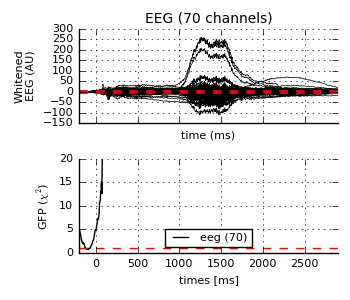 EEG (70 channels)
300
250
200
150
100
50
0
−50
−100
−150
Whitened
EEG (AU)
time (ms)
20
15
10
5
0
GFP (χ²)
eeg (70)
0 500 1000 1500 2000 2500
times [ms]